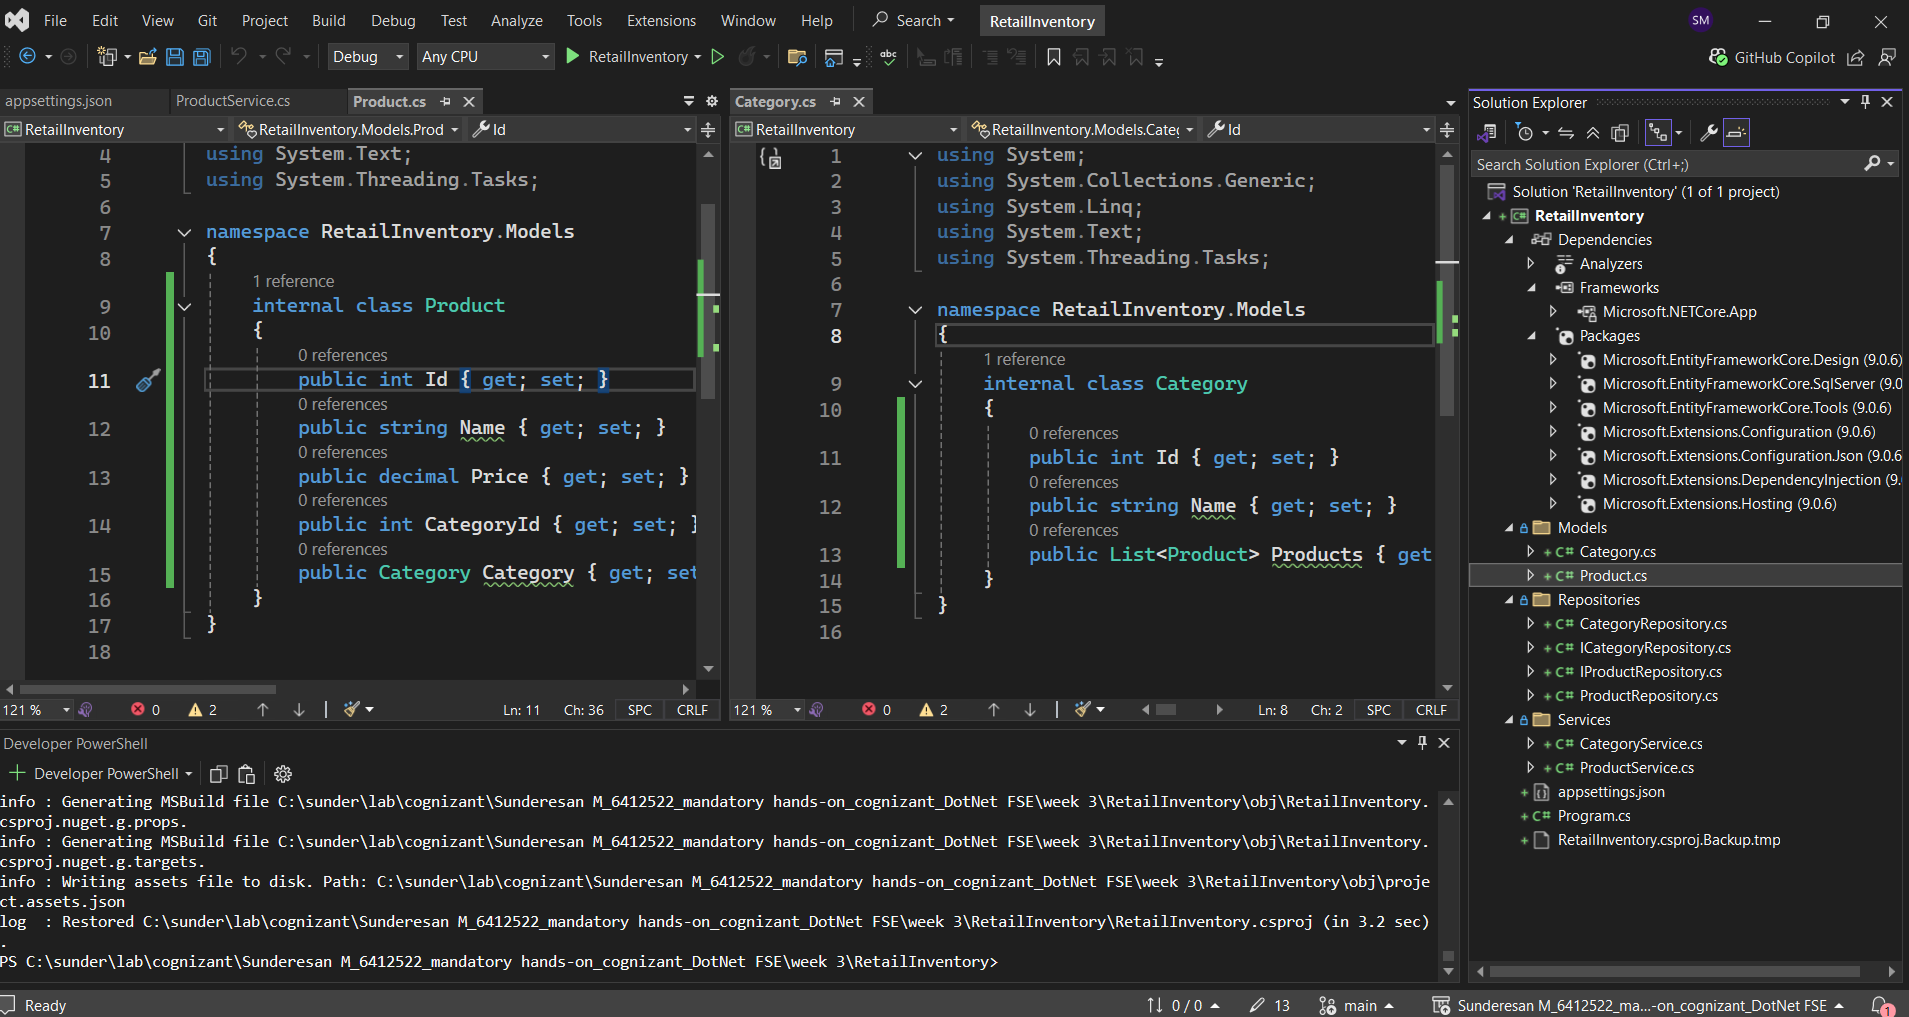 File Edit View Git Project Build Debug Test Analyze Tools Extensions Window Help Search RetailInventory SM
Debug Any CPU RetailInventory abc GitHub Copilot
appsettings.json ProductService.cs Product.cs
RetailInventory RetailInventory.Models.Prod Id
4 using System.Text;
5 using System.Threading.Tasks;
6
7 namespace RetailInventory.Models
8 {
1 reference
9 internal class Product
10 {
0 references
11 public int Id { get; set; }
0 references
12 public string Name { get; set; }
0 references
13 public decimal Price { get; set; }
0 references
14 public int CategoryId { get; set; }
0 references
15 public Category Category { get; set
16 }
17 }
18
121 % 0 2 Ln: 11 Ch: 36 SPC CRLF
Category.cs
RetailInventory RetailInventory.Models.Cate Id
1 using System;
2 using System.Collections.Generic;
3 using System.Linq;
4 using System.Text;
5 using System.Threading.Tasks;
6
7 namespace RetailInventory.Models
8 {
1 reference
9 internal class Category
10 {
0 references
11 public int Id { get; set; }
0 references
12 public string Name { get; set; }
0 references
13 public List<Product> Products { get
14 }
15 }
16
121 % 0 2 Ln: 8 Ch: 2 SPC CRLF
Developer PowerShell
Developer PowerShell
info : Generating MSBuild file C:\sunder\lab\cognizant\Sunderesan M_6412522_mandatory hands-on_cognizant_DotNet FSE\week 3\RetailInventory\obj\RetailInventory.
csproj.nuget.g.props.
info : Generating MSBuild file C:\sunder\lab\cognizant\Sunderesan M_6412522_mandatory hands-on_cognizant_DotNet FSE\week 3\RetailInventory\obj\RetailInventory.
csproj.nuget.g.targets.
info : Writing assets file to disk. Path: C:\sunder\lab\cognizant\Sunderesan M_6412522_mandatory hands-on_cognizant_DotNet FSE\week 3\RetailInventory\obj\proje
ct.assets.json
log : Restored C:\sunder\lab\cognizant\Sunderesan M_6412522_mandatory hands-on_cognizant_DotNet FSE\week 3\RetailInventory\RetailInventory.csproj (in 3.2 sec)
.
PS C:\sunder\lab\cognizant\Sunderesan M_6412522_mandatory hands-on_cognizant_DotNet FSE\week 3\RetailInventory>
Solution Explorer
Search Solution Explorer (Ctrl+;)
Solution 'RetailInventory' (1 of 1 project)
RetailInventory
Dependencies
Analyzers
Frameworks
Microsoft.NETCore.App
Packages
Microsoft.EntityFrameworkCore.Design (9.0.6)
Microsoft.EntityFrameworkCore.SqlServer (9.0
Microsoft.EntityFrameworkCore.Tools (9.0.6)
Microsoft.Extensions.Configuration (9.0.6)
Microsoft.Extensions.Configuration.Json (9.0.6
Microsoft.Extensions.DependencyInjection (9.
Microsoft.Extensions.Hosting (9.0.6)
Models
C# Category.cs
C# Product.cs
Repositories
C# CategoryRepository.cs
C# ICategoryRepository.cs
C# IProductRepository.cs
C# ProductRepository.cs
Services
C# CategoryService.cs
C# ProductService.cs
appsettings.json
C# Program.cs
RetailInventory.csproj.Backup.tmp
Ready 0 / 0 13 main Sunderesan M_6412522_ma...-on_cognizant_DotNet FSE 1